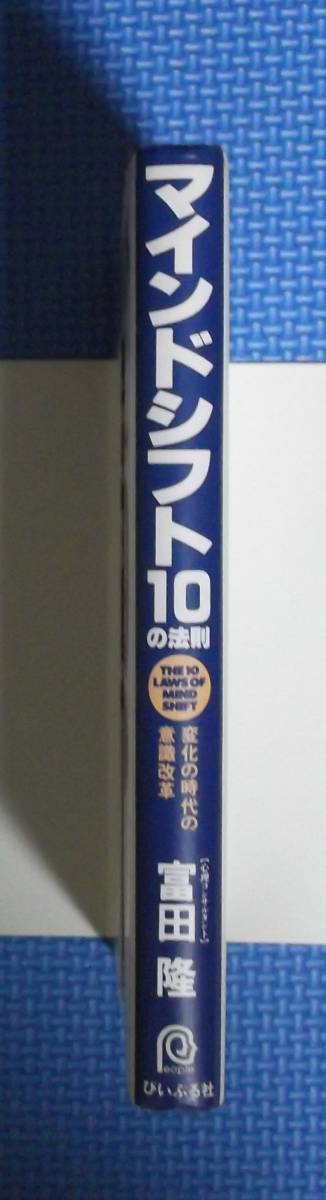 マインドシフト10の法則
THE 10
LAWS OF
MIND
SHIFT
変化の時代の
意識改革
富田 隆
People
ぴいぷる社